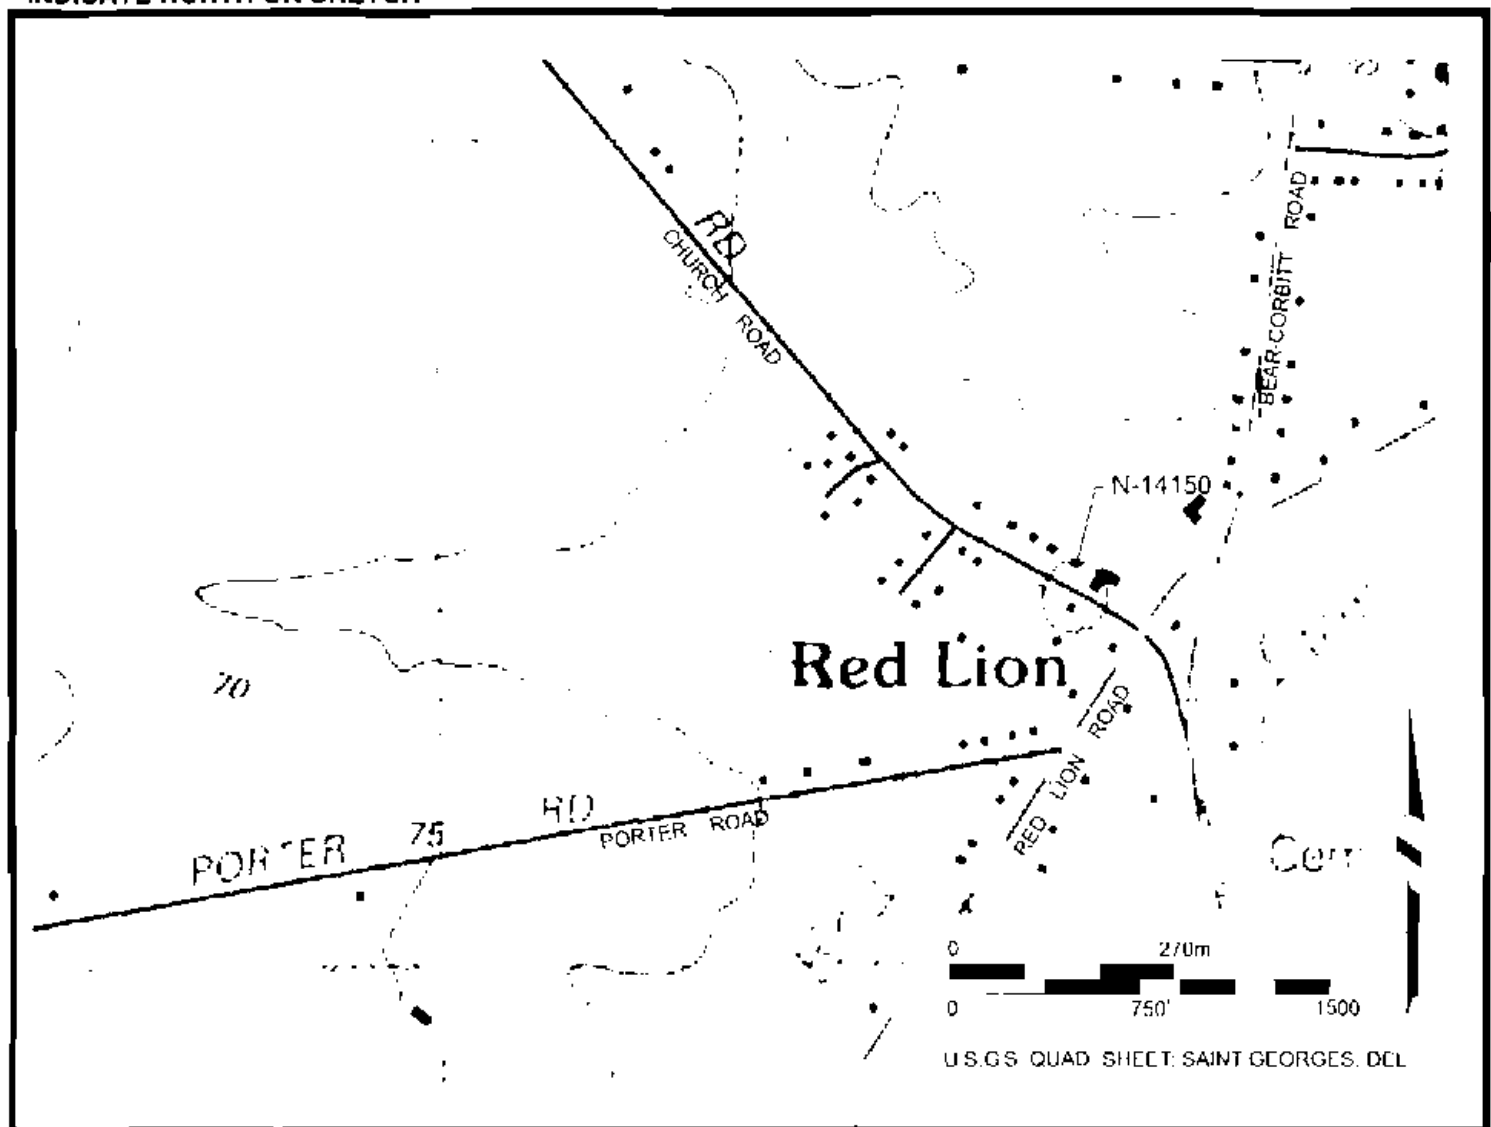 RD
CHURCH ROAD
BEAR-CORBITT ROAD
N-14150
Red Lion
70
RED LION ROAD
PORTER 75 RD
PORTER ROAD
0 270m
0 750' 1500
U.S.G.S QUAD SHEET: SAINT GEORGES, DEL